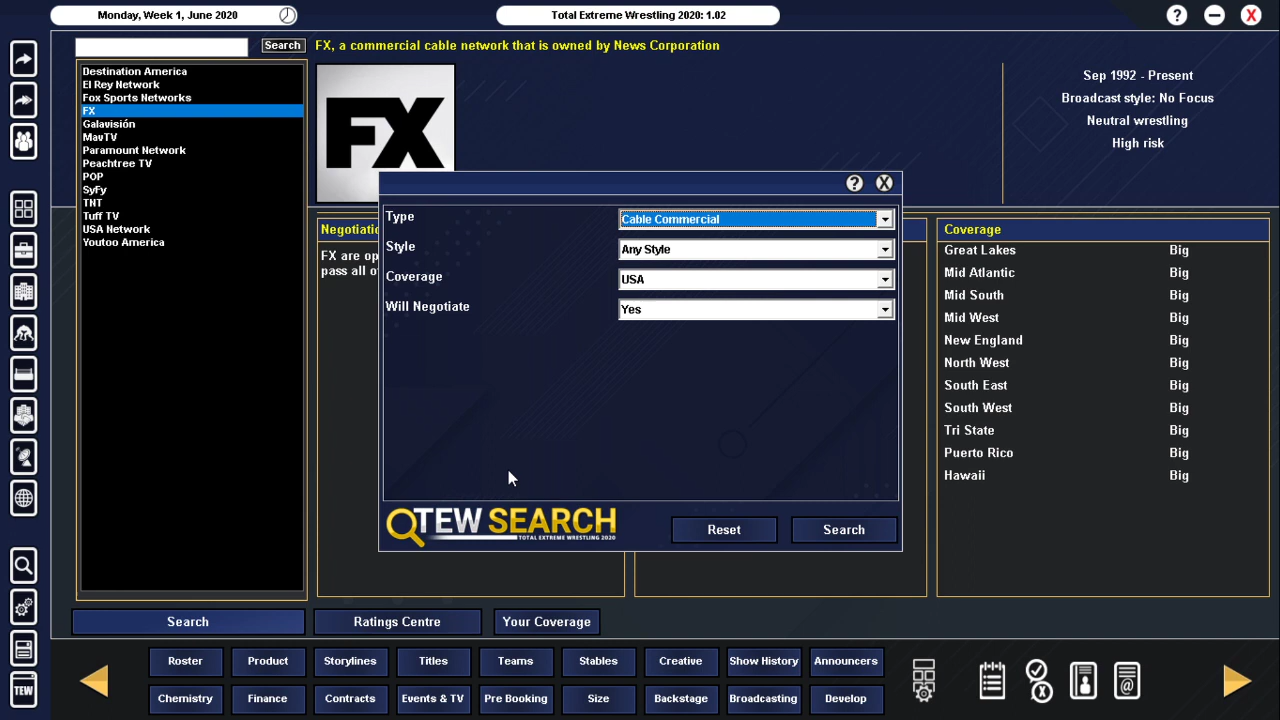 Monday, Week 1, June 2020
Total Extreme Wrestling 2020: 1.02
?
X
Search
FX, a commercial cable network that is owned by News Corporation
Destination America
El Rey Network
Fox Sports Networks
FX
Galavisión
MavTV
Paramount Network
Peachtree TV
POP
SyFy
TNT
Tuff TV
USA Network
Youtoo America
FX
Sep 1992 - Present
Broadcast style: No Focus
Neutral wrestling
High risk
Negotiatio
FX are op
pass all o
? X
Type Cable Commercial
Style Any Style
Coverage USA
Will Negotiate Yes
TEW SEARCH
TOTAL EXTREME WRESTLING 2020
Reset
Search
Coverage
Great Lakes Big
Mid Atlantic Big
Mid South Big
Mid West Big
New England Big
North West Big
South East Big
South West Big
Tri State Big
Puerto Rico Big
Hawaii Big
Search
Ratings Centre
Your Coverage
Roster Product Storylines Titles Teams Stables Creative Show History Announcers
Chemistry Finance Contracts Events & TV Pre Booking Size Backstage Broadcasting Develop
TEW